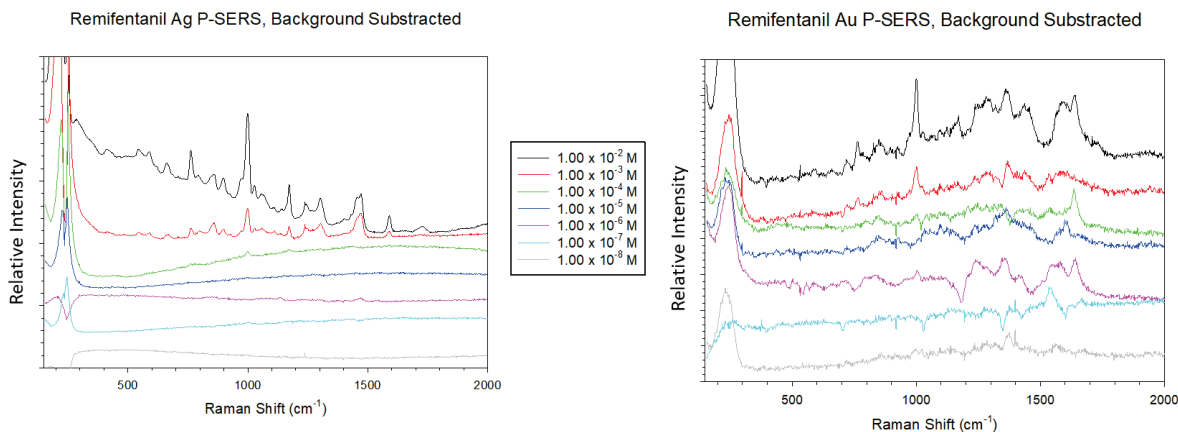 Remifentanil Ag P-SERS, Background Substracted
Relative Intensity
500
1000
1500
2000
Raman Shift (cm⁻¹)
1.00 x 10⁻² M
1.00 x 10⁻³ M
1.00 x 10⁻⁴ M
1.00 x 10⁻⁵ M
1.00 x 10⁻⁶ M
1.00 x 10⁻⁷ M
1.00 x 10⁻⁸ M
Remifentanil Au P-SERS, Background Substracted
Relative Intensity
500
1000
1500
2000
Raman Shift (cm⁻¹)